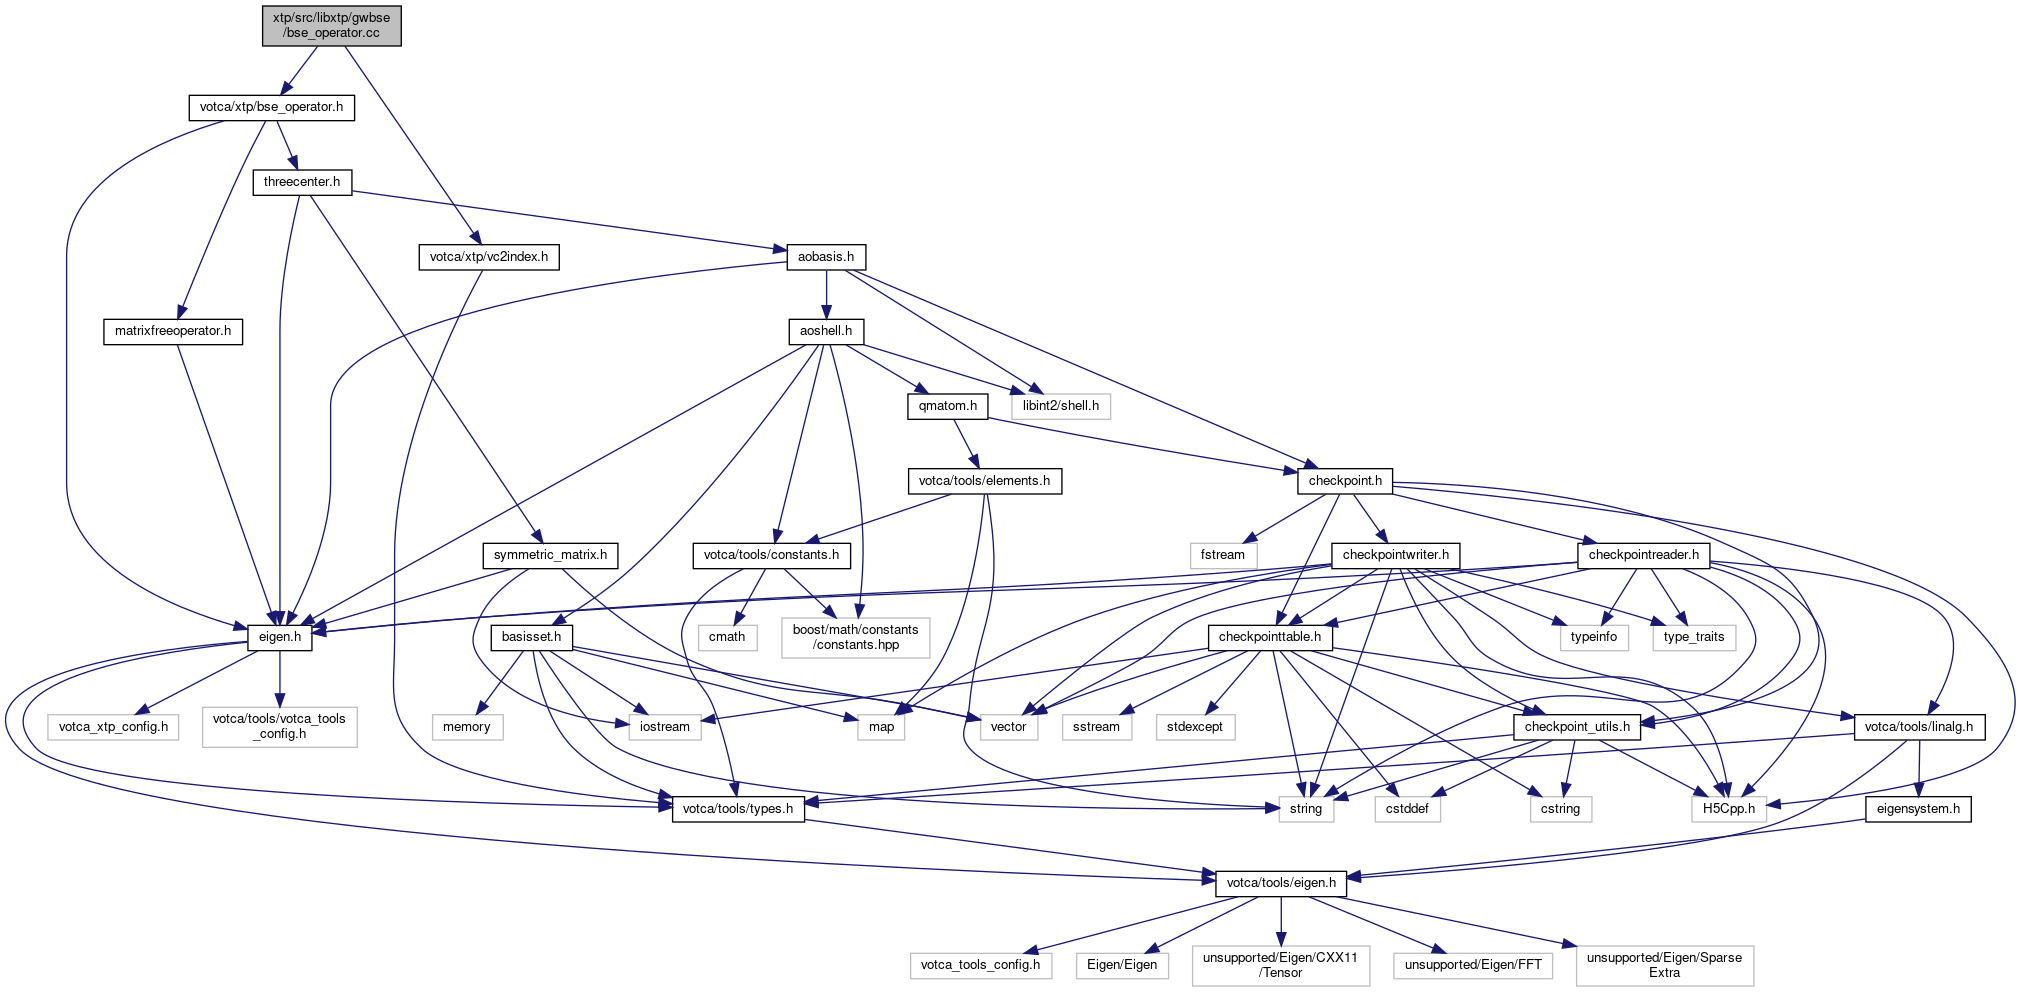 xtp/src/libxtp/gwbse
/bse_operator.cc
votca/xtp/bse_operator.h
threecenter.h
votca/xtp/vc2index.h
aobasis.h
matrixfreeoperator.h
aoshell.h
qmatom.h
libint2/shell.h
votca/tools/elements.h
checkpoint.h
symmetric_matrix.h
votca/tools/constants.h
fstream
checkpointwriter.h
checkpointreader.h
eigen.h
basisset.h
cmath
boost/math/constants
/constants.hpp
checkpointtable.h
typeinfo
type_traits
votca_xtp_config.h
votca/tools/votca_tools
_config.h
memory
iostream
map
vector
sstream
stdexcept
checkpoint_utils.h
votca/tools/linalg.h
votca/tools/types.h
string
cstddef
cstring
H5Cpp.h
eigensystem.h
votca/tools/eigen.h
votca_tools_config.h
Eigen/Eigen
unsupported/Eigen/CXX11
/Tensor
unsupported/Eigen/FFT
unsupported/Eigen/Sparse
Extra